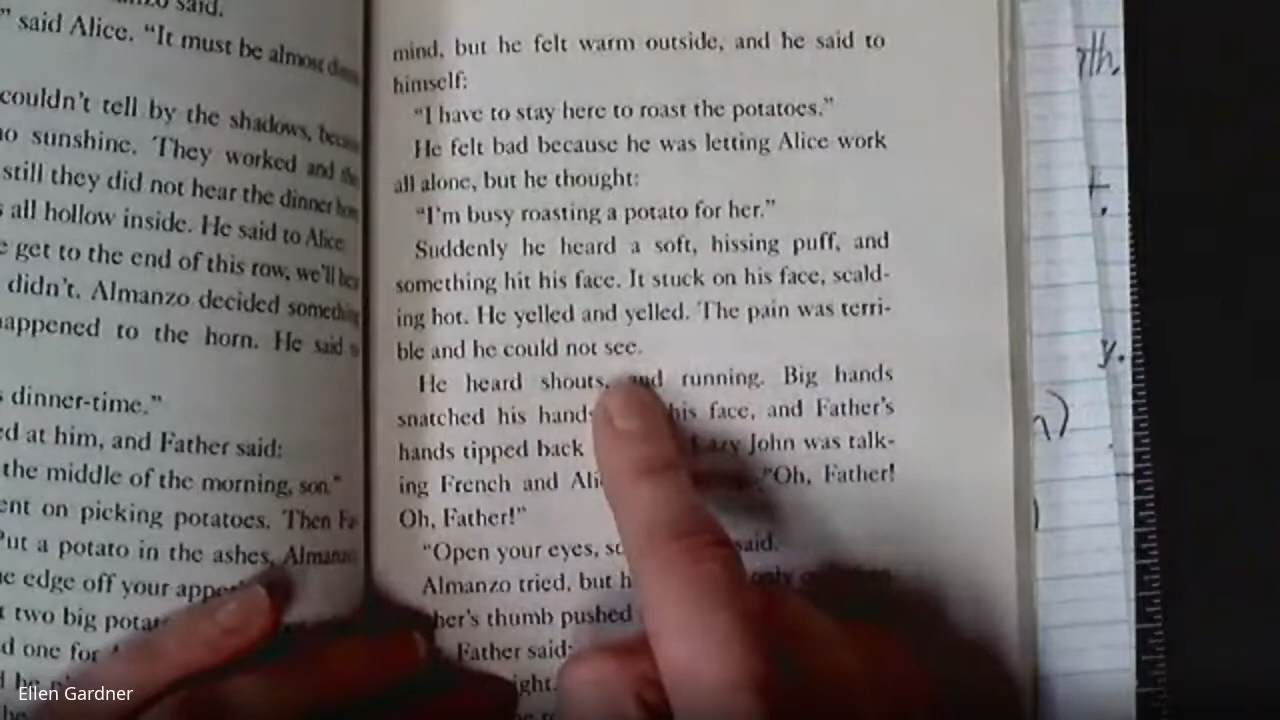 nzo said.
" said Alice. "It must be almost
couldn't tell by the shadows,
no sunshine. They worked and
still they did not hear the dinner
all hollow inside. He said to Alice
get to the end of this row, we'll
didn't. Almanzo decided
happened to the horn. He said
dinner-time."
at him, and Father said:
the middle of the morning, son."
on picking potatoes. Then
a potato in the ashes,
edge off your
two big
one for
mind, but he felt warm outside, and he said to
himself:
"I have to stay here to roast the potatoes."
He felt bad because he was letting Alice work
all alone, but he thought:
"I'm busy roasting a potato for her."
Suddenly he heard a soft, hissing puff, and
something hit his face. It stuck on his face, scald-
ing hot. He yelled and yelled. The pain was terri-
ble and he could not see.
He heard shouts, and running. Big hands
snatched his hands his face, and Father's
hands tipped back Lazy John was talk-
ing French and "Oh, Father!
Oh, Father!"
"Open your eyes, said.
Almanzo tried, but only
thumb pushed
Father said:
y.
Ellen Gardner